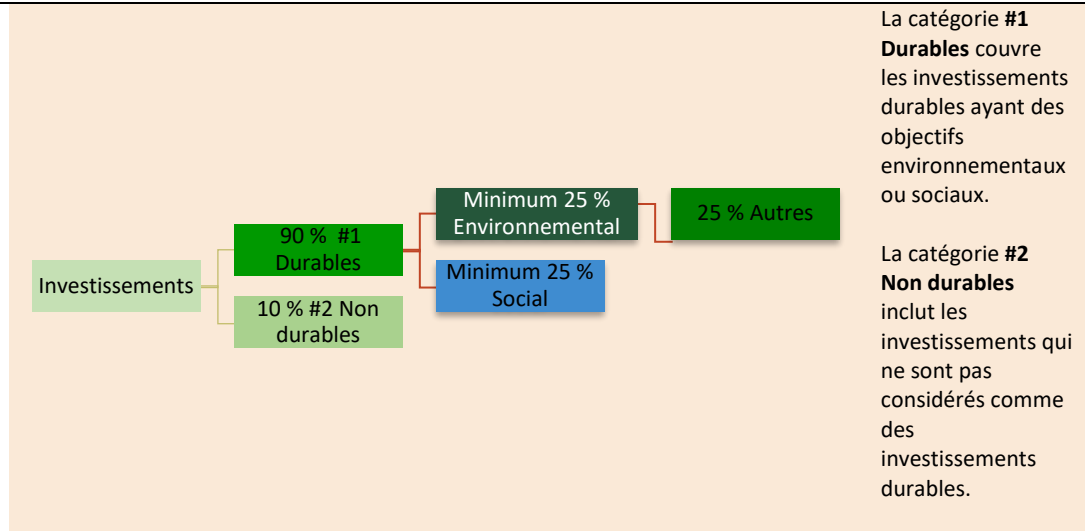 La catégorie #1
Durables couvre
les investissements
durables ayant des
objectifs
environnementaux
ou sociaux.
La catégorie #2
Non durables
inclut les
investissements qui
ne sont pas
considérés comme
des
investissements
durables.
Investissements
90 % #1
Durables
10 % #2 Non
durables
Minimum 25 %
Environnemental
Minimum 25 %
Social
25 % Autres